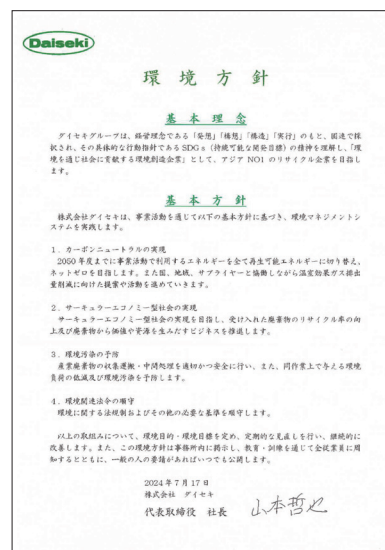 Daiseki
環境方針
基本理念
ダイセキグループは、経営理念である「発想」「構想」「構造」「実行」のもと、国連で採
択され、その具体的な行動指針であるSDGs（持続可能な開発目標）の精神を理解し、「環
境を通じ社会に貢献する環境創造企業」として、アジア NO1 のリサイクル企業を目指し
ます。
基本方針
株式会社ダイセキは、事業活動を通じて以下の基本方針に基づき、環境マネジメントシ
ステムを実践します。
1．カーボンニュートラルの実現
2050 年度までに事業活動で利用するエネルギーを全て再生可能エネルギーに切り替え、
ネットゼロを目指します。また国、地域、サプライヤーと協働しながら温室効果ガス排出
量削減に向けた提案や活動を進めていきます。
2．サーキュラーエコノミー型社会の実現
サーキュラーエコノミー型社会の実現を目指し、受け入れた廃棄物のリサイクル率の向
上及び廃棄物から価値や資源を生みだすビジネスを推進します。
3．環境汚染の予防
産業廃棄物の収集運搬・中間処理を適切かつ安全に行い、また、同作業上で与える環境
負荷の低減及び環境汚染を予防します。
4．環境関連法令の順守
環境に関する法規制およびその他の必要な基準を順守します。
以上の取組みについて、環境目的・環境目標を定め、定期的な見直しを行い、継続的に
改善します。また、この環境方針は事務所内に掲示し、教育・訓練を通じて全従業員に周
知するとともに、一般の人の要請があればいつでも公開します。
2024 年 7 月 17 日
株式会社 ダイセキ
代表取締役 社長 山本哲也